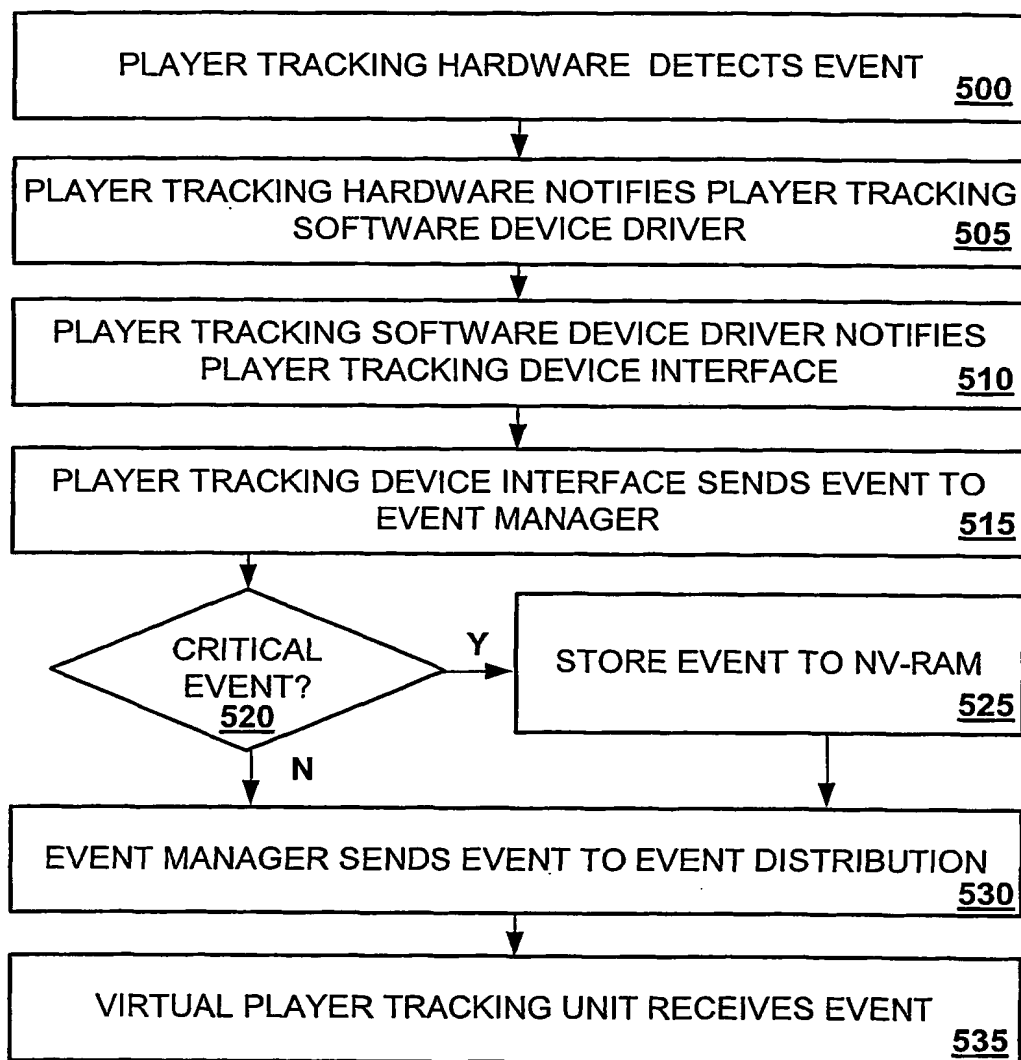 PLAYER TRACKING HARDWARE DETECTS EVENT
500
PLAYER TRACKING HARDWARE NOTIFIES PLAYER TRACKING
SOFTWARE DEVICE DRIVER
505
PLAYER TRACKING SOFTWARE DEVICE DRIVER NOTIFIES
PLAYER TRACKING DEVICE INTERFACE
510
PLAYER TRACKING DEVICE INTERFACE SENDS EVENT TO
EVENT MANAGER
515
CRITICAL
EVENT?
520
Y
STORE EVENT TO NV-RAM
525
N
EVENT MANAGER SENDS EVENT TO EVENT DISTRIBUTION
530
VIRTUAL PLAYER TRACKING UNIT RECEIVES EVENT
535